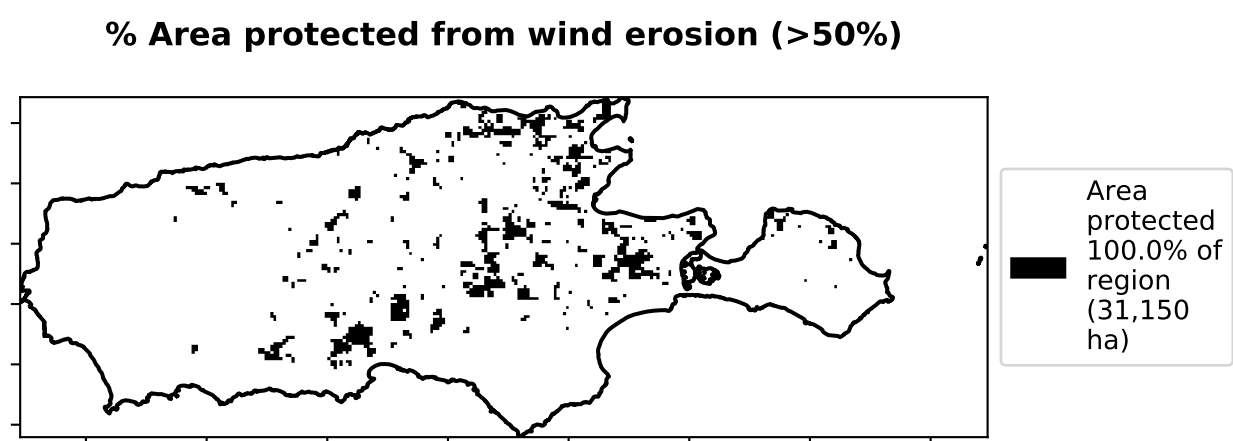 % Area protected from wind erosion (>50%)
Area
protected
100.0% of
region
(31,150
ha)